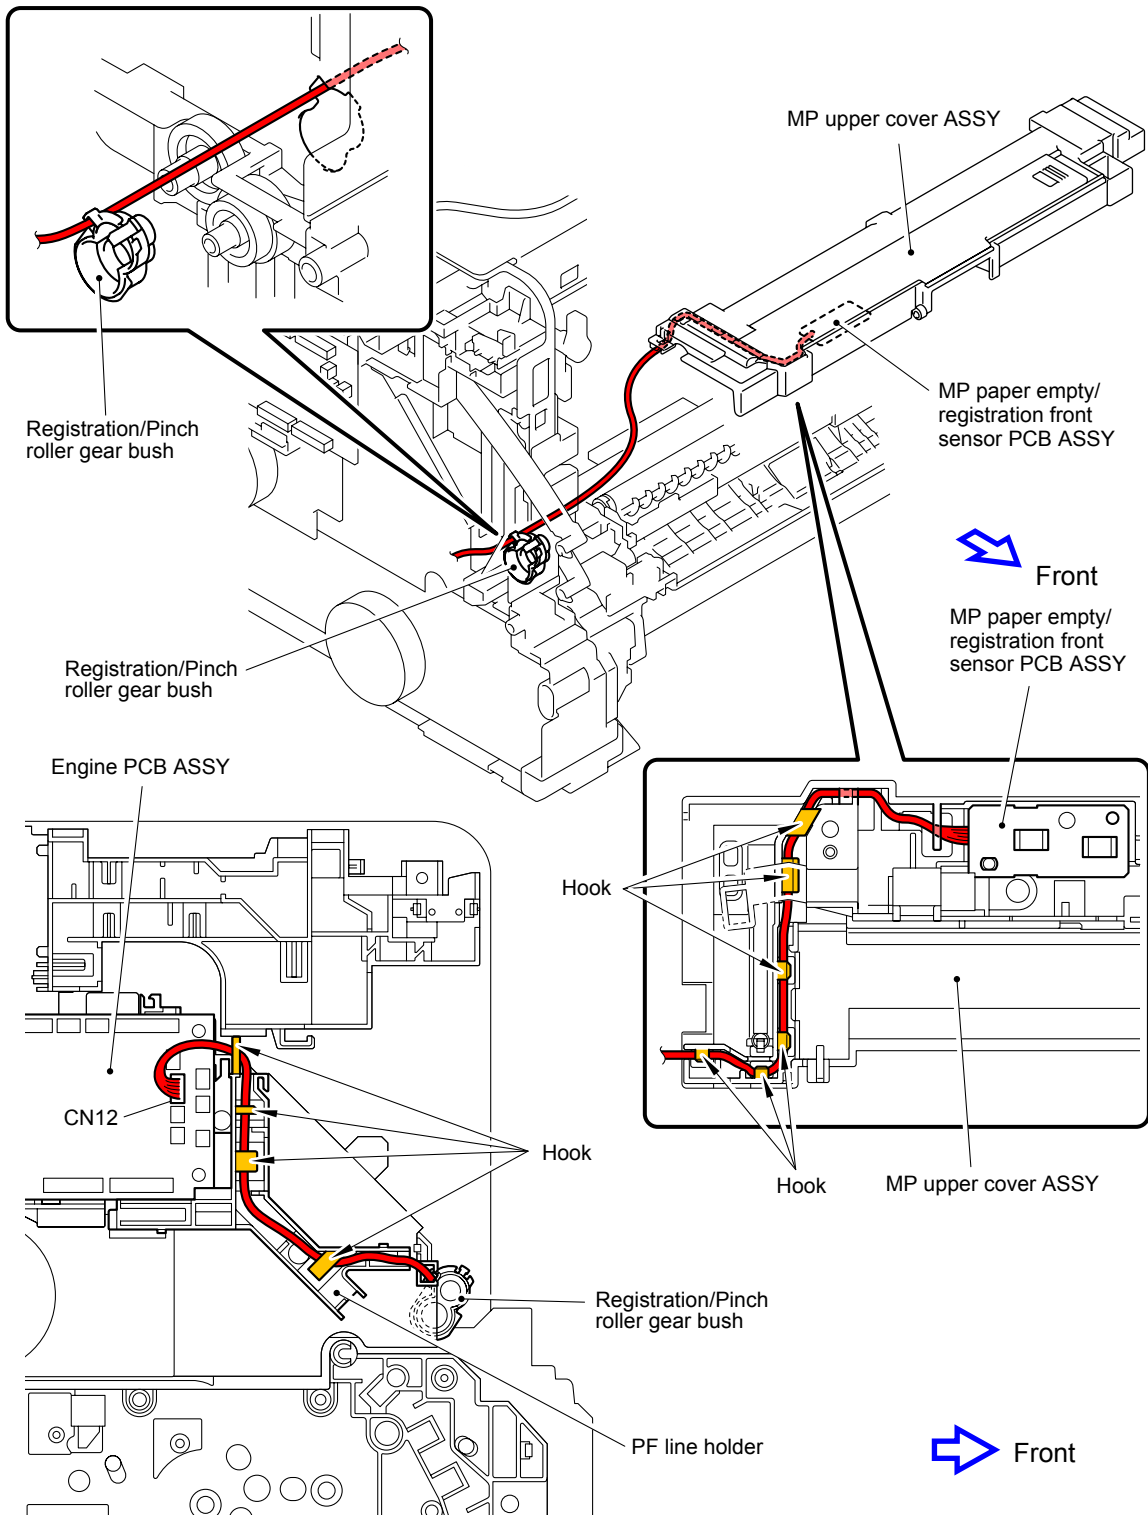 MP upper cover ASSY
Registration/Pinch
roller gear bush
MP paper empty/
registration front
sensor PCB ASSY
Front
MP paper empty/
registration front
sensor PCB ASSY
Registration/Pinch
roller gear bush
Engine PCB ASSY
Hook
CN12
Hook
Hook
MP upper cover ASSY
Registration/Pinch
roller gear bush
PF line holder
Front